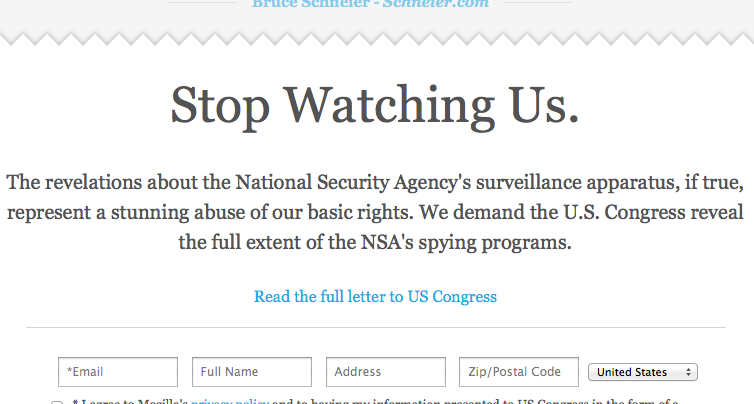 Bruce Schneier - Schneier.com
Stop Watching Us.
The revelations about the National Security Agency's surveillance apparatus, if true,
represent a stunning abuse of our basic rights. We demand the U.S. Congress reveal
the full extent of the NSA's spying programs.
Read the full letter to US Congress
*Email Full Name Address Zip/Postal Code United States
* I agree to Mozilla's privacy policy and to having my information presented to US Congress in the form of a